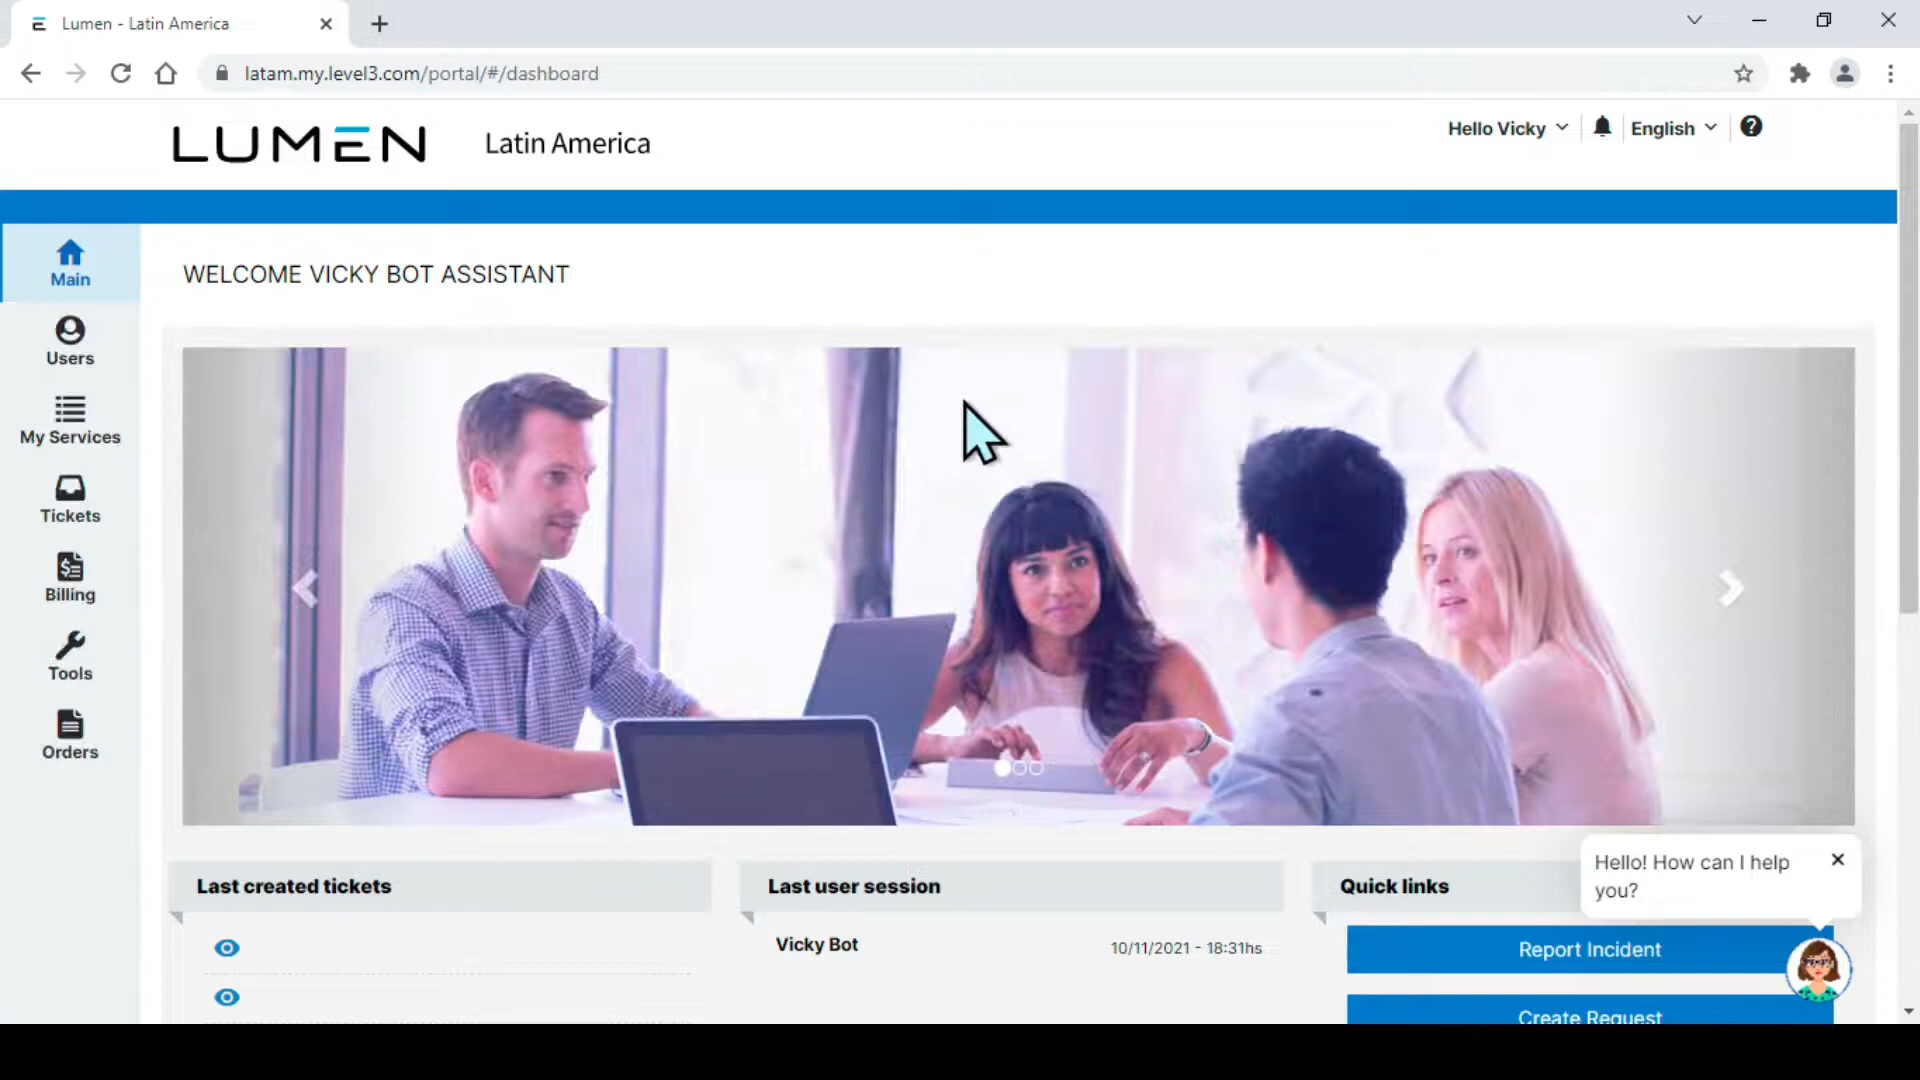 Lumen - Latin America
latam.my.level3.com/portal/#/dashboard
LUMEN
Latin America
Hello Vicky
English
WELCOME VICKY BOT ASSISTANT
Main
Users
My Services
Tickets
Billing
Tools
Orders
Last created tickets
Last user session
Vicky Bot
10/11/2021 - 18:31hs
Quick links
Hello! How can I help
you?
Report Incident
Create Request